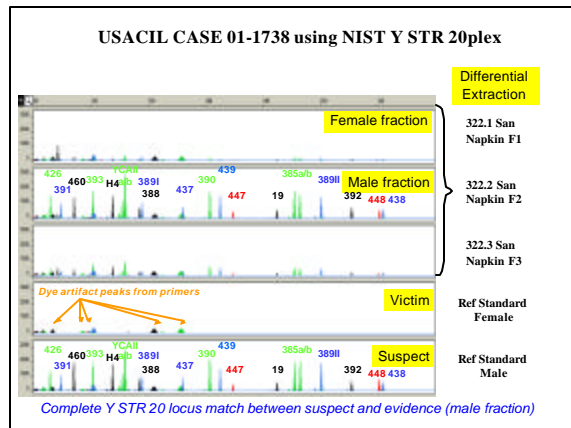 USACIL CASE 01-1738 using NIST Y STR 20plex
Differential
Extraction
Female fraction
322.1 San
Napkin F1
426
460
393
YCAII
a/b
H4
389I
439
390
385a/b
389II
Male fraction
391
388
437
447
19
392
448
438
322.2 San
Napkin F2
322.3 San
Napkin F3
Dye artifact peaks from primers
Victim
Ref Standard
Female
426
460
393
YCAII
a/b
H4
389I
439
390
385a/b
389II
Suspect
391
388
437
447
19
392
448
438
Ref Standard
Male
Complete Y STR 20 locus match between suspect and evidence (male fraction)